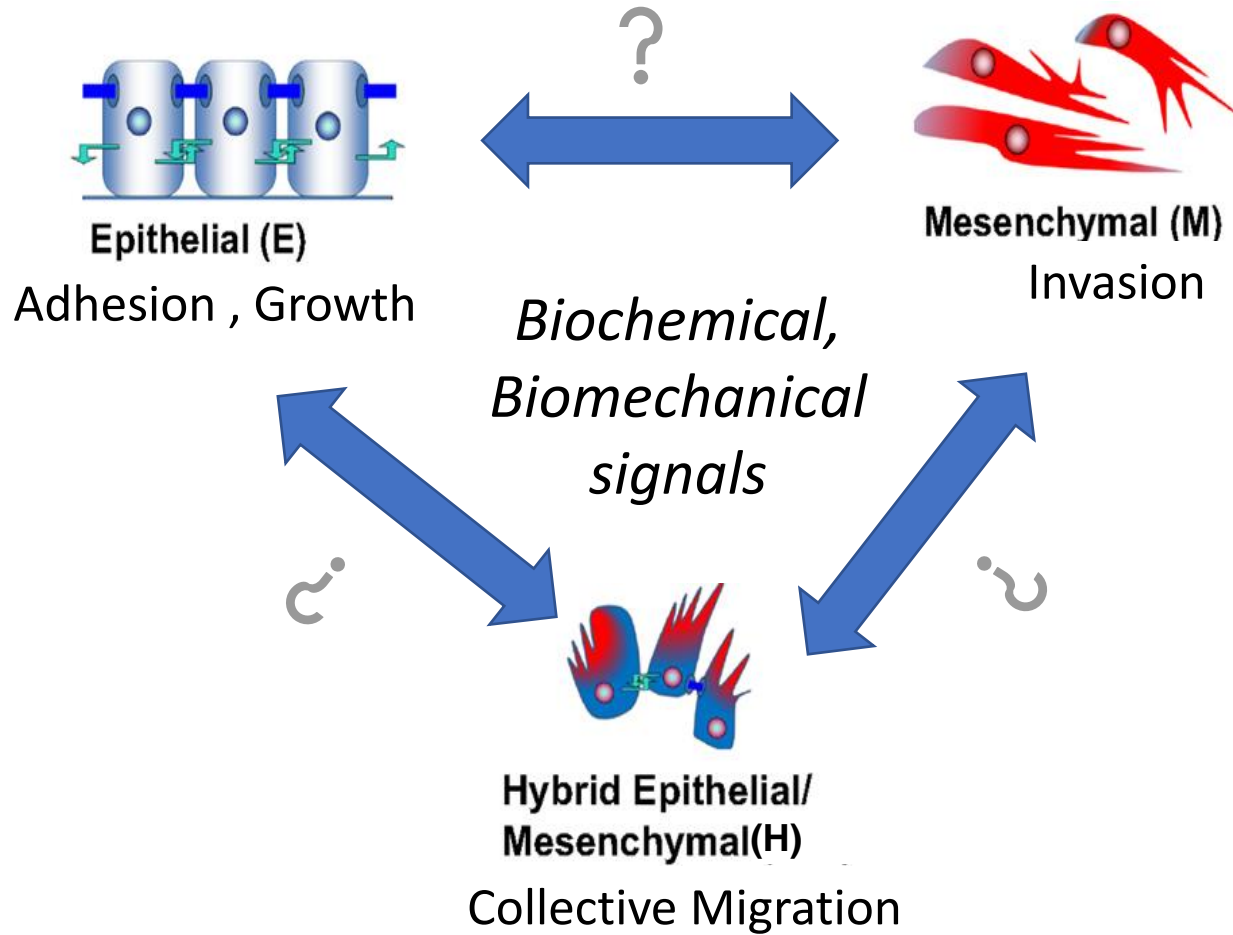 ?
Epithelial (E)
Adhesion , Growth
Mesenchymal (M)
Invasion
Biochemical,
Biomechanical
signals
?
?
Hybrid Epithelial/
Mesenchymal(H)
Collective Migration